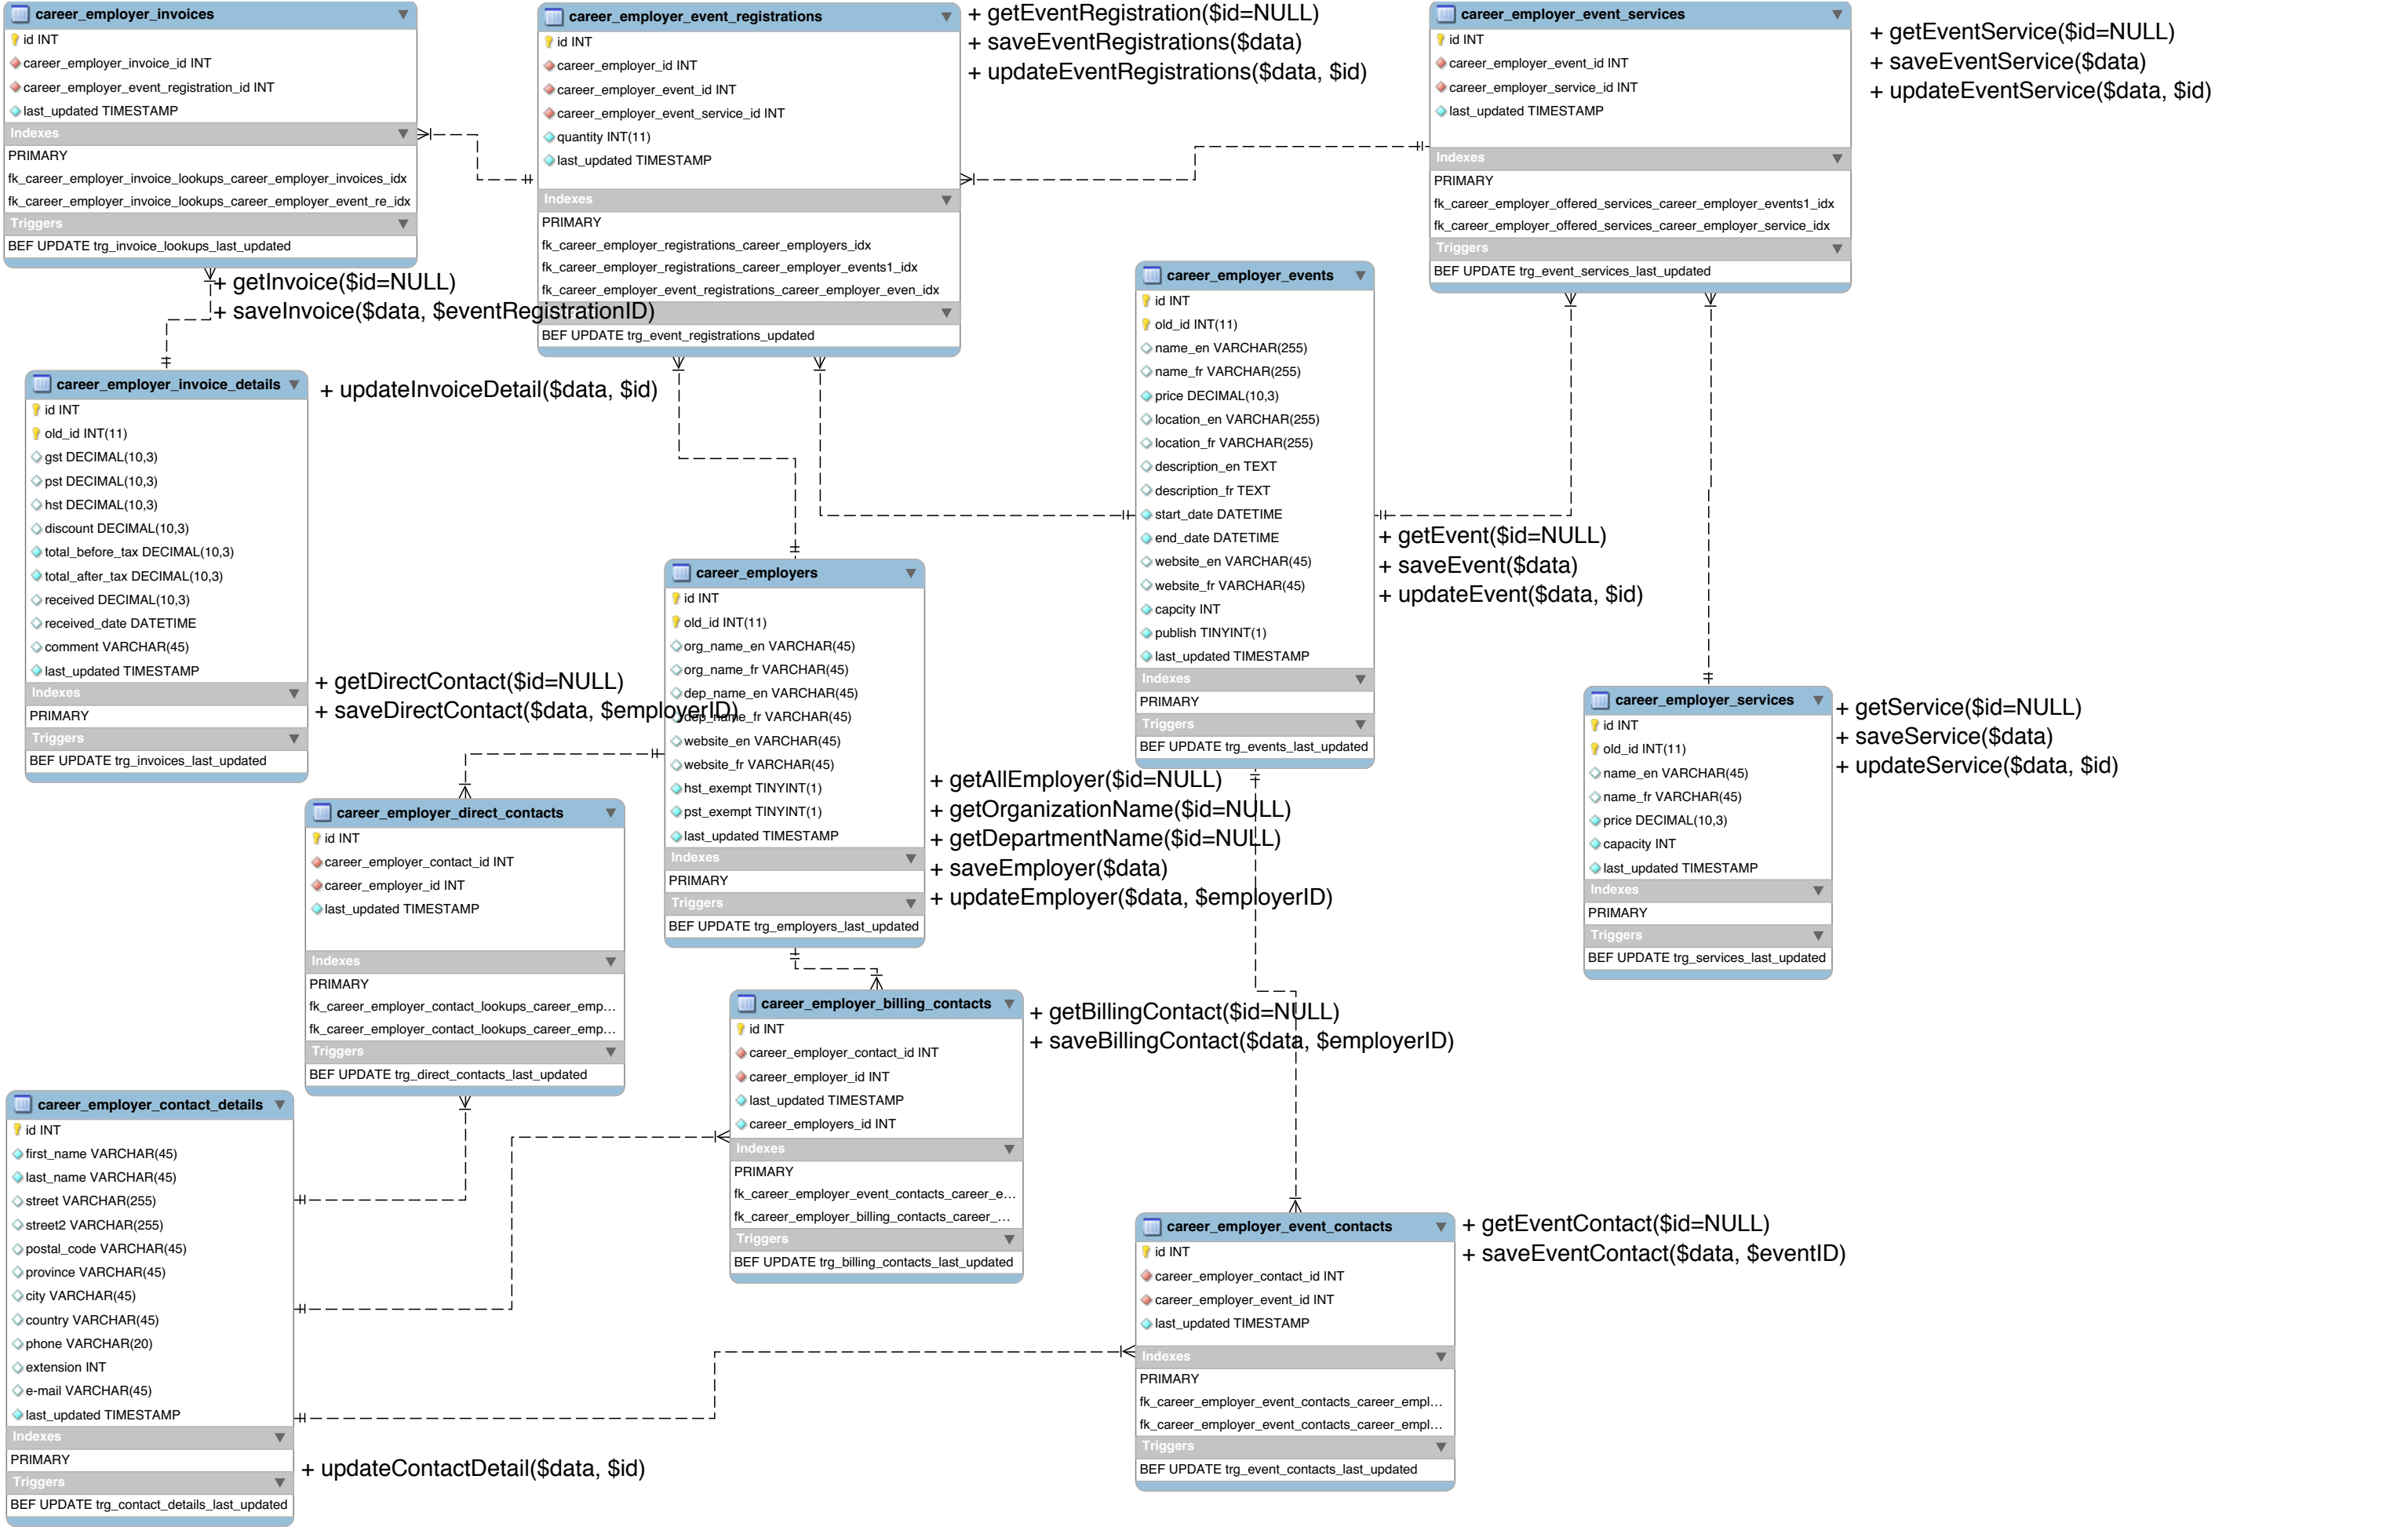 career_employer_invoices
id INT
career_employer_invoice_id INT
career_employer_event_registration_id INT
last_updated TIMESTAMP
Indexes
PRIMARY
fk_career_employer_invoice_lookups_career_employer_invoices_idx
fk_career_employer_invoice_lookups_career_employer_event_re_idx
Triggers
BEF UPDATE trg_invoice_lookups_last_updated
+ getInvoice($id=NULL)
+ saveInvoice($data, $eventRegistrationID)
career_employer_event_registrations
id INT
career_employer_id INT
career_employer_event_id INT
career_employer_event_service_id INT
quantity INT(11)
last_updated TIMESTAMP
Indexes
PRIMARY
fk_career_employer_registrations_career_employers_idx
fk_career_employer_registrations_career_employer_events1_idx
fk_career_employer_event_registrations_career_employer_even_idx
BEF UPDATE trg_event_registrations_updated
+ getEventRegistration($id=NULL)
+ saveEventRegistrations($data)
+ updateEventRegistrations($data, $id)
career_employer_event_services
id INT
career_employer_event_id INT
career_employer_service_id INT
last_updated TIMESTAMP
Indexes
PRIMARY
fk_career_employer_offered_services_career_employer_events1_idx
fk_career_employer_offered_services_career_employer_service_idx
Triggers
BEF UPDATE trg_event_services_last_updated
+ getEventService($id=NULL)
+ saveEventService($data)
+ updateEventService($data, $id)
career_employer_invoice_details
id INT
old_id INT(11)
gst DECIMAL(10,3)
pst DECIMAL(10,3)
hst DECIMAL(10,3)
discount DECIMAL(10,3)
total_before_tax DECIMAL(10,3)
total_after_tax DECIMAL(10,3)
received DECIMAL(10,3)
received_date DATETIME
comment VARCHAR(45)
last_updated TIMESTAMP
Indexes
PRIMARY
Triggers
BEF UPDATE trg_invoices_last_updated
+ updateInvoiceDetail($data, $id)
career_employer_events
id INT
old_id INT(11)
name_en VARCHAR(255)
name_fr VARCHAR(255)
price DECIMAL(10,3)
location_en VARCHAR(255)
location_fr VARCHAR(255)
description_en TEXT
description_fr TEXT
start_date DATETIME
end_date DATETIME
website_en VARCHAR(45)
website_fr VARCHAR(45)
capcity INT
publish TINYINT(1)
last_updated TIMESTAMP
Indexes
PRIMARY
Triggers
BEF UPDATE trg_events_last_updated
+ getEvent($id=NULL)
+ saveEvent($data)
+ updateEvent($data, $id)
career_employers
id INT
old_id INT(11)
org_name_en VARCHAR(45)
org_name_fr VARCHAR(45)
dep_name_en VARCHAR(45)
dep_name_fr VARCHAR(45)
website_en VARCHAR(45)
website_fr VARCHAR(45)
hst_exempt TINYINT(1)
pst_exempt TINYINT(1)
last_updated TIMESTAMP
Indexes
PRIMARY
Triggers
BEF UPDATE trg_employers_last_updated
+ getAllEmployer($id=NULL)
+ getOrganizationName($id=NULL)
+ getDepartmentName($id=NULL)
+ saveEmployer($data)
+ updateEmployer($data, $employerID)
career_employer_services
id INT
old_id INT(11)
name_en VARCHAR(45)
name_fr VARCHAR(45)
price DECIMAL(10,3)
capacity INT
last_updated TIMESTAMP
Indexes
PRIMARY
Triggers
BEF UPDATE trg_services_last_updated
+ getService($id=NULL)
+ saveService($data)
+ updateService($data, $id)
+ getDirectContact($id=NULL)
+ saveDirectContact($data, $employerID)
career_employer_direct_contacts
id INT
career_employer_contact_id INT
career_employer_id INT
last_updated TIMESTAMP
Indexes
PRIMARY
fk_career_employer_contact_lookups_career_emp...
fk_career_employer_contact_lookups_career_emp...
Triggers
BEF UPDATE trg_direct_contacts_last_updated
career_employer_billing_contacts
id INT
career_employer_contact_id INT
career_employer_id INT
last_updated TIMESTAMP
career_employers_id INT
Indexes
PRIMARY
fk_career_employer_event_contacts_career_e...
fk_career_employer_billing_contacts_career_...
Triggers
BEF UPDATE trg_billing_contacts_last_updated
+ getBillingContact($id=NULL)
+ saveBillingContact($data, $employerID)
career_employer_contact_details
id INT
first_name VARCHAR(45)
last_name VARCHAR(45)
street VARCHAR(255)
street2 VARCHAR(255)
postal_code VARCHAR(45)
province VARCHAR(45)
city VARCHAR(45)
country VARCHAR(45)
phone VARCHAR(20)
extension INT
e-mail VARCHAR(45)
last_updated TIMESTAMP
Indexes
PRIMARY
Triggers
BEF UPDATE trg_contact_details_last_updated
+ updateContactDetail($data, $id)
career_employer_event_contacts
id INT
career_employer_contact_id INT
career_employer_event_id INT
last_updated TIMESTAMP
Indexes
PRIMARY
fk_career_employer_event_contacts_career_empl...
fk_career_employer_event_contacts_career_empl...
Triggers
BEF UPDATE trg_event_contacts_last_updated
+ getEventContact($id=NULL)
+ saveEventContact($data, $eventID)